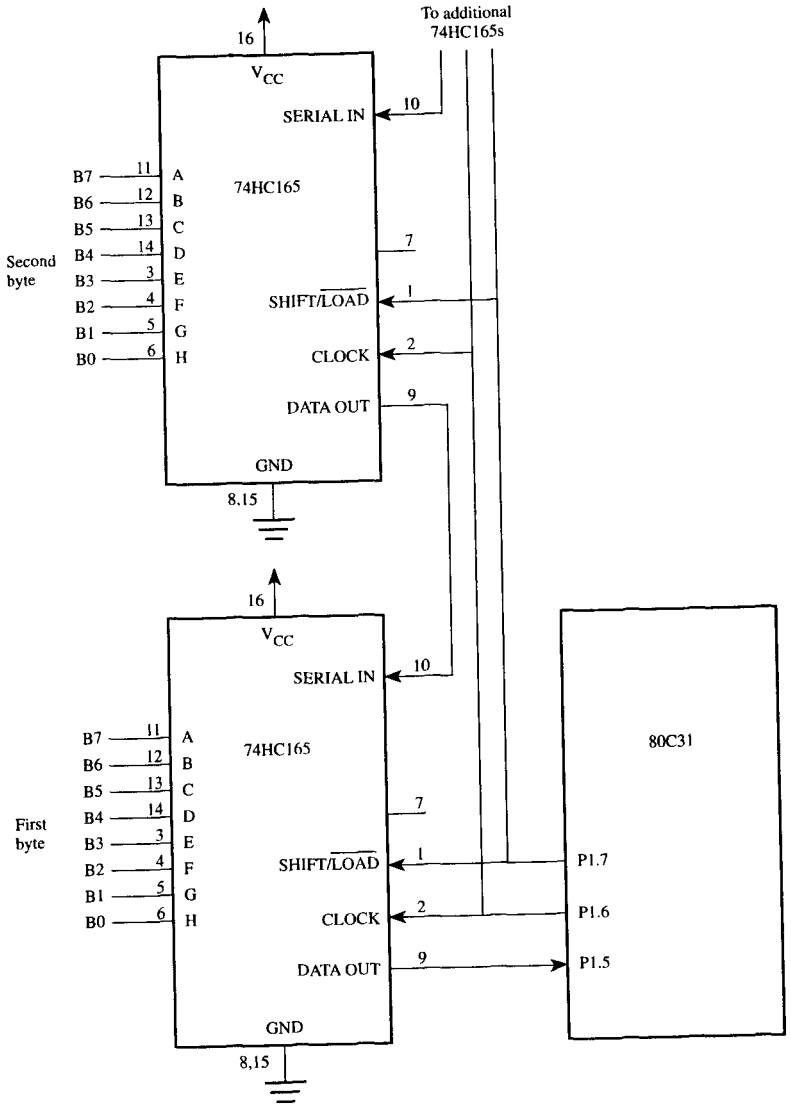 To additional
74HC165s
16
VCC
SERIAL IN
10
74HC165
B7 11 A
B6 12 B
B5 13 C
B4 14 D
B3 3 E
B2 4 F
B1 5 G
B0 6 H
Second
byte
7
SHIFT/LOAD
1
CLOCK
2
DATA OUT
9
GND
8,15
16
VCC
SERIAL IN
10
74HC165
B7 11 A
B6 12 B
B5 13 C
B4 14 D
B3 3 E
B2 4 F
B1 5 G
B0 6 H
First
byte
7
SHIFT/LOAD
1
CLOCK
2
DATA OUT
9
GND
8,15
80C31
P1.7
P1.6
P1.5